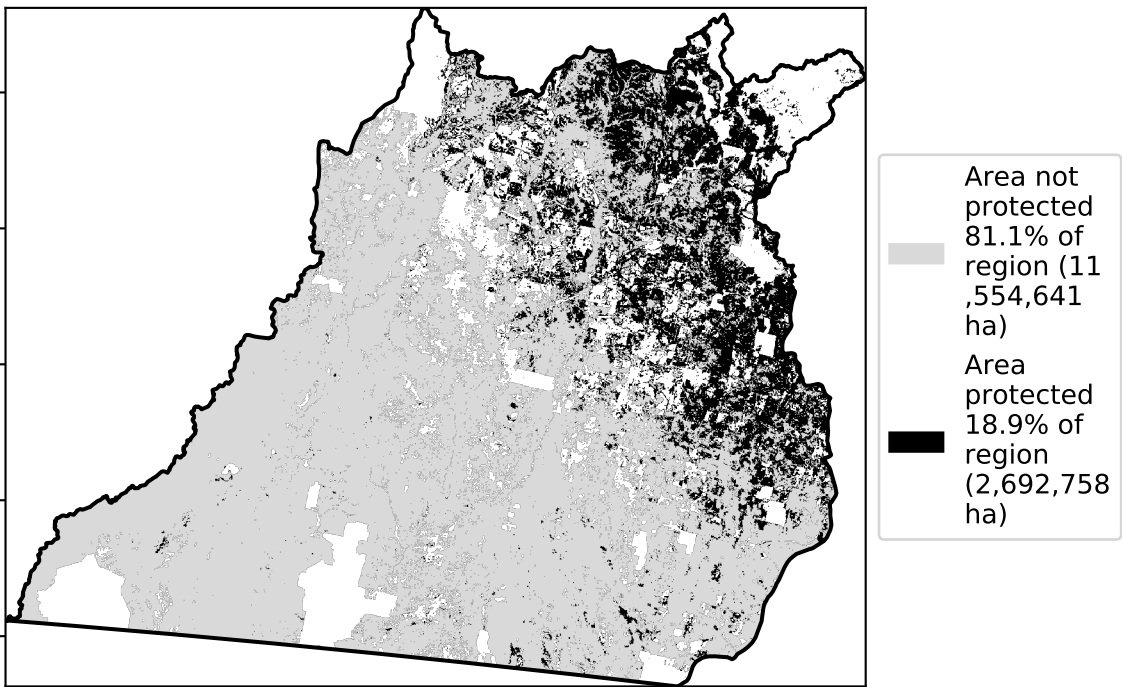 Area not
protected
81.1% of
region (11
,554,641
ha)
Area
protected
18.9% of
region
(2,692,758
ha)